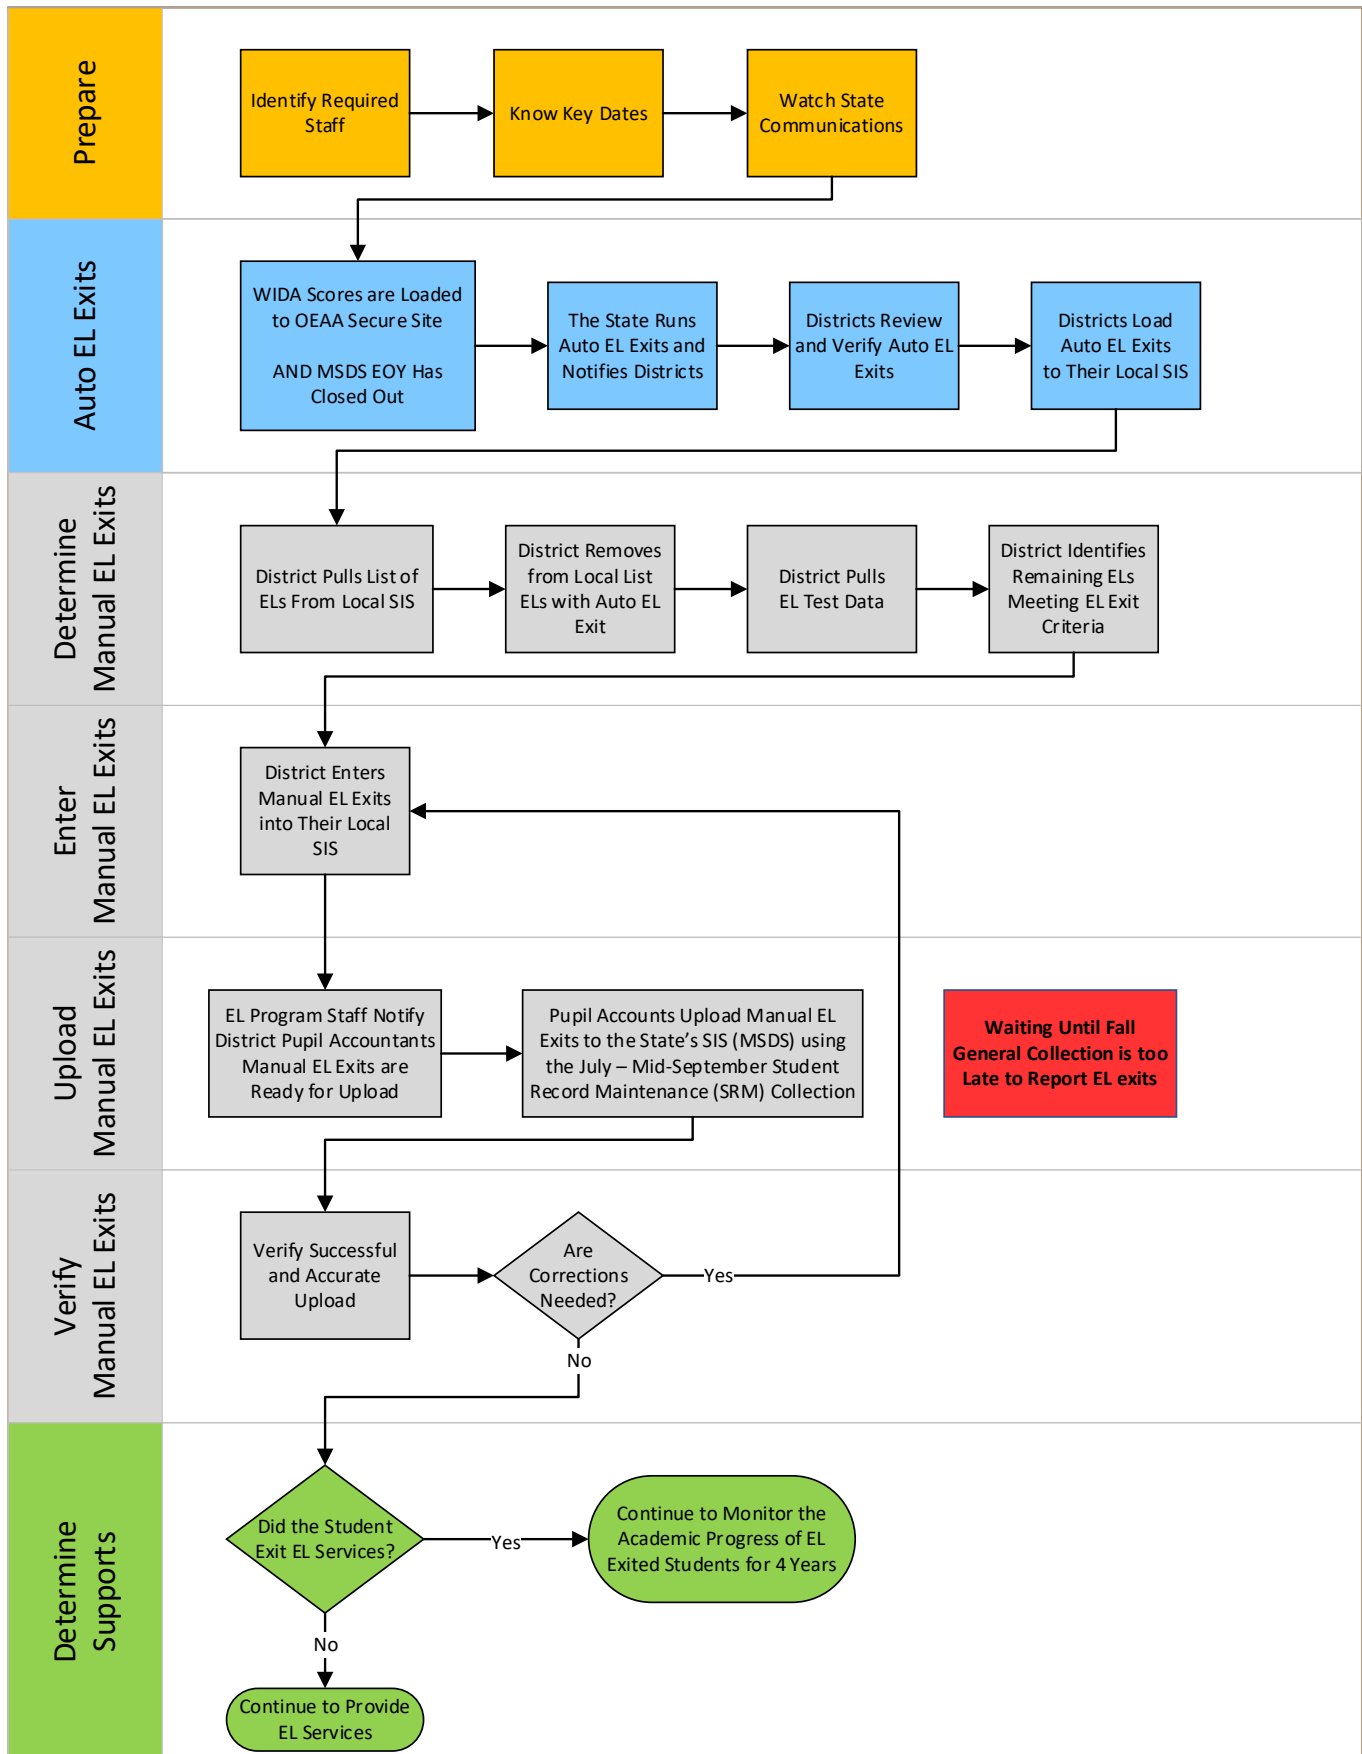 Prepare
Identify Required
Staff
Know Key Dates
Watch State
Communications
Auto EL Exits
WIDA Scores are Loaded
to OEAA Secure Site
AND MSDS EOY Has
Closed Out
The State Runs
Auto EL Exits and
Notifies Districts
Districts Review
and Verify Auto EL
Exits
Districts Load
Auto EL Exits
to Their Local SIS
Determine
Manual EL Exits
District Pulls List of
ELs From Local SIS
District Removes
from Local List
ELs with Auto EL
Exit
District Pulls
EL Test Data
District Identifies
Remaining ELs
Meeting EL Exit
Criteria
Enter
Manual EL Exits
District Enters
Manual EL Exits
into Their Local
SIS
Upload
Manual EL Exits
EL Program Staff Notify
District Pupil Accountants
Manual EL Exits are
Ready for Upload
Pupil Accounts Upload Manual EL
Exits to the State’s SIS (MSDS) using
the July – Mid-September Student
Record Maintenance (SRM) Collection
Waiting Until Fall
General Collection is too
Late to Report EL exits
Verify
Manual EL Exits
Verify Successful
and Accurate
Upload
Are
Corrections
Needed?
Yes
No
Determine
Supports
Did the Student
Exit EL Services?
Yes
Continue to Monitor the
Academic Progress of EL
Exited Students for 4 Years
No
Continue to Provide
EL Services